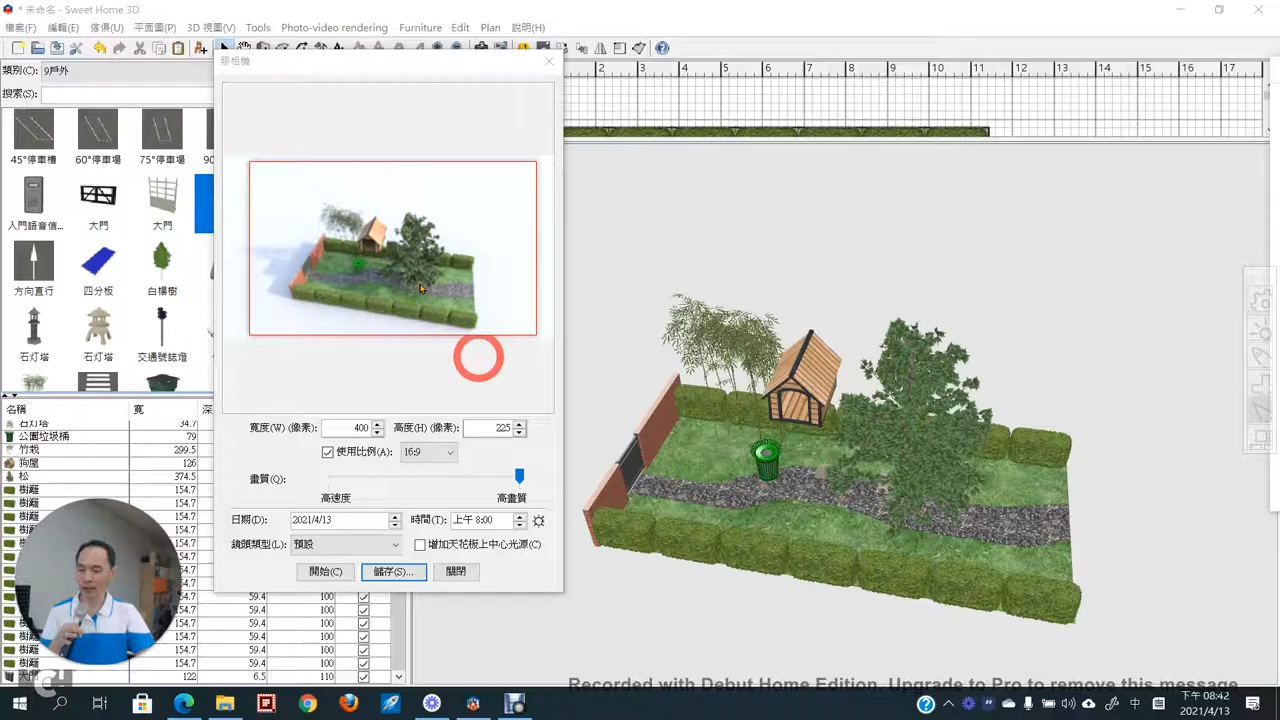 * 未命名 - Sweet Home 3D
檔案(F) 編輯(E) 傢俱(U) 平面圖(P) 3D 視圖(V) Tools Photo-video rendering Furniture Edit Plan 說明(H)
類別(C): 9戶外
搜索(S):
照相機
2 3 4 5 6 7 8 9 10 11 12 13 14 15 16 17
45°停車槽 60°停車場 75°停車場 90
入門語音信... 大門 大門
方向直行 四分板 白楊樹
石灯塔 石灯塔 交通號誌燈
名稱 寬 深
石灯塔 34.7
公園垃圾桶 79
竹栽 299.5
狗屋 126
松 374.5
樹籬 154.7
樹籬 154.7
樹籬 154.7
樹籬 154.7
154.7
154.7
154.7
154.7 59.4 100
154.7 59.4 100
樹籬 154.7 59.4 100
樹籬 154.7 59.4 100
樹籬 154.7 59.4 100
大門 122 6.5 110
寬度(W) (像素): 400 高度(H) (像素): 225
使用比例(A): 16:9
畫質(Q):
高速度 高畫質
日期(D): 2021/4/13 時間(T): 上午 8:00
鏡頭類型(L): 預設 增加天花板上中心光源(C)
開始(C) 儲存(S)... 關閉
Recorded with Debut Home Edition. Upgrade to Pro to remove this message
中
下午 08:42
2021/4/13